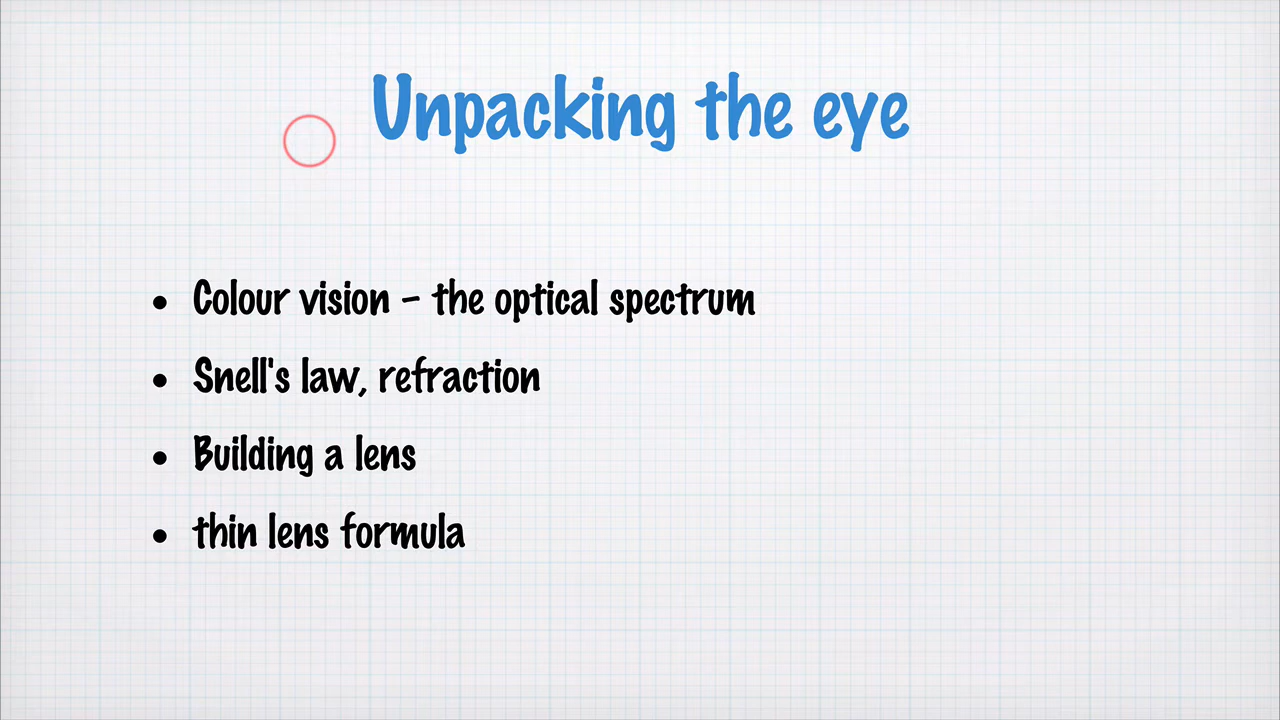 Unpacking the eye
• Colour vision – the optical spectrum
• Snell's law, refraction
• Building a lens
• thin lens formula